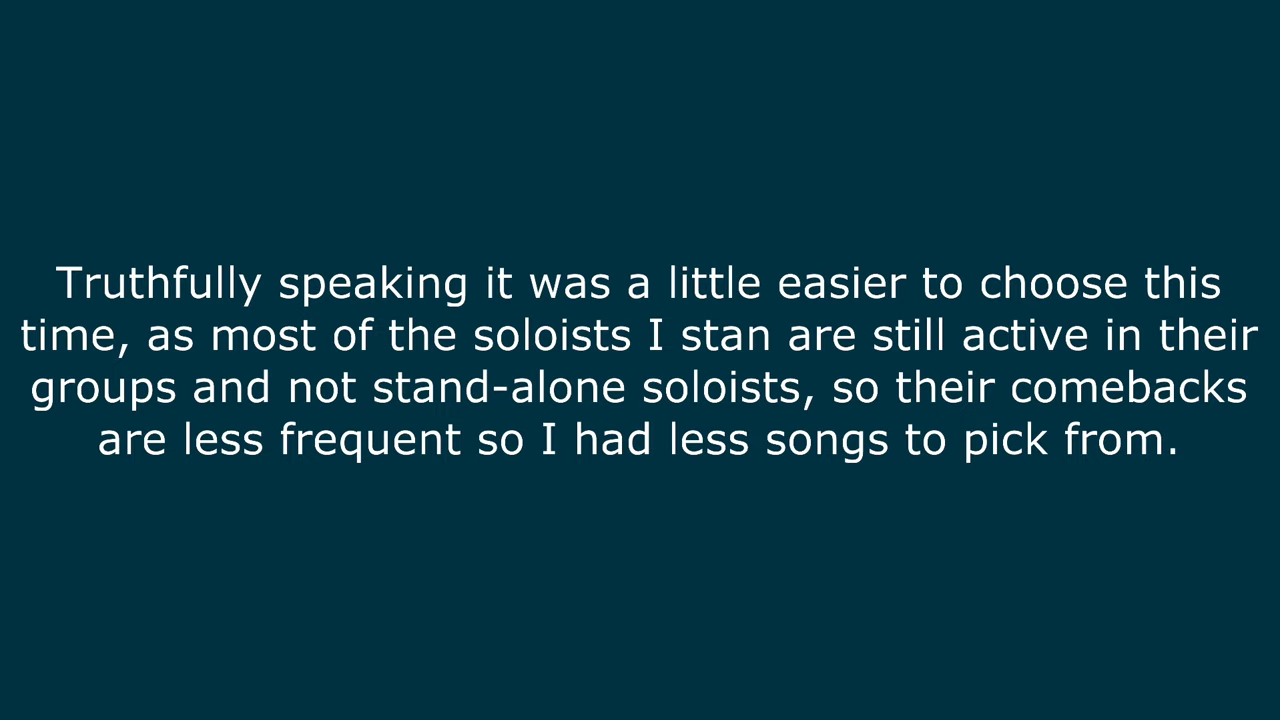 Truthfully speaking it was a little easier to choose this
time, as most of the soloists I stan are still active in their
groups and not stand-alone soloists, so their comebacks
are less frequent so I had less songs to pick from.